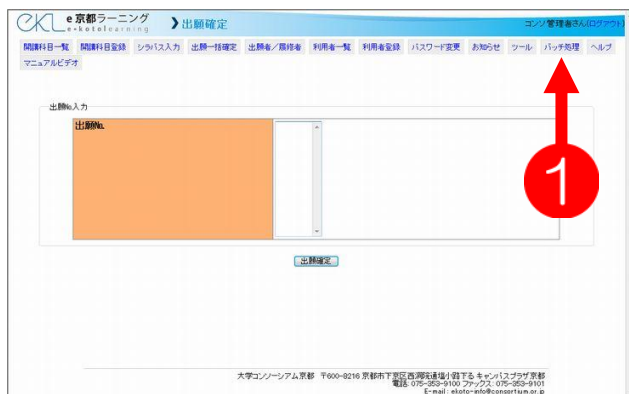 e京都ラーニング
e-kotolearning
出願確定
コンソ管理者さん(ログアウト)
開講科目一覧 開講科目登録 シラバス入力 出願一括確定 出願者/履修者 利用者一覧 利用者登録 パスワード変更 お知らせ ツール バッチ処理 ヘルプ
マニュアルビデオ
出願No入力
出願No.
1
出願確定
大学コンソーシアム京都 〒600-8216 京都市下京区西洞院通塩小路下る キャンパスプラザ京都
電話: 075-353-9100 ファックス: 075-353-9101
E-mail : ekoto-info@consortium.or.jp